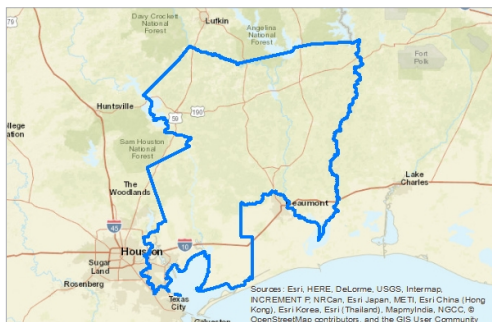 Davy Crockett
National
Forest
Lufkin
Angelina
National
Forest
Fort
Polk
Huntsville
59
190
College
Station
Sam Houston
National
Forest
The
Woodlands
Lake
Charles
Beaumont
45
10
Houston
Sugar
Land
Rosenberg
Texas
City
Galveston
Sources: Esri, HERE, DeLorme, USGS, Intermap,
INCREMENT P, NRCan, Esri Japan, METI, Esri China (Hong
Kong), Esri Korea, Esri (Thailand), MapmyIndia, NGCC, ©
OpenStreetMap contributors, and the GIS User Community